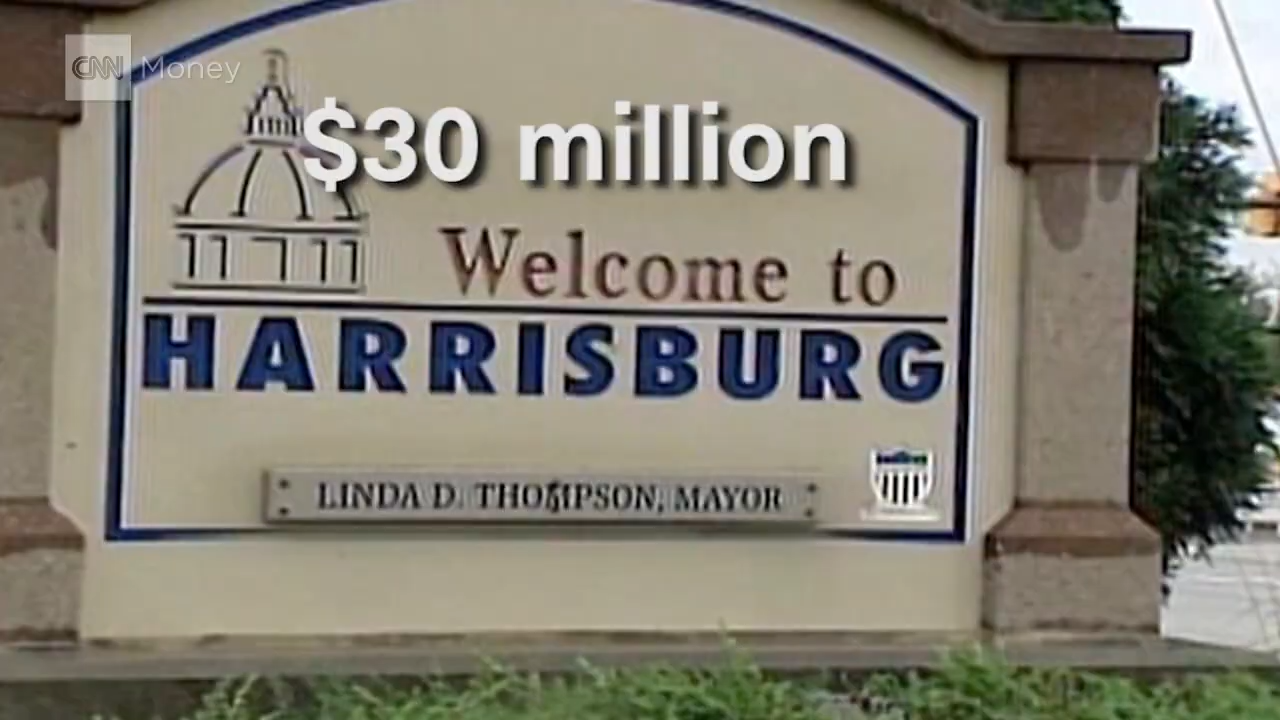 CNN Money
$30 million
Welcome to
HARRISBURG
LINDA D. THOMPSON, MAYOR